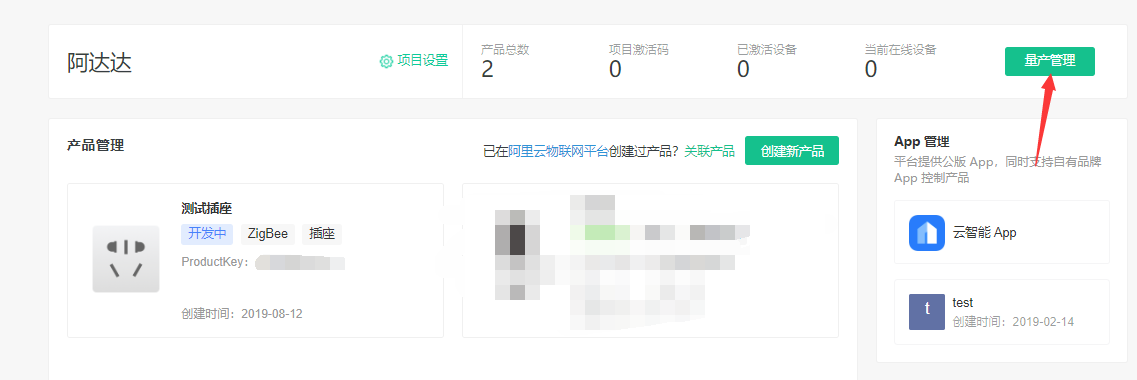 阿达达
项目设置
产品总数
2
项目激活码
0
已激活设备
0
当前在线设备
0
量产管理
产品管理
已在阿里云物联网平台创建过产品？关联产品
创建新产品
测试插座
开发中 ZigBee 插座
ProductKey：
创建时间：2019-08-12
App 管理
平台提供公版 App，同时支持自有品牌
App 控制产品
云智能 App
t
test
创建时间：2019-02-14